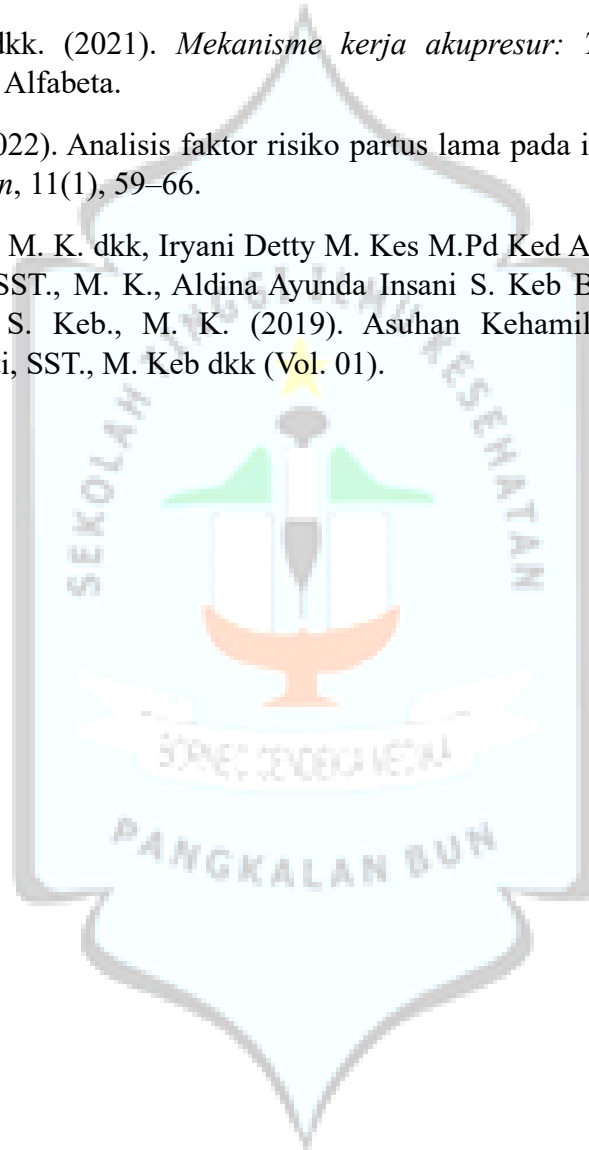 dkk. (2021). Mekanisme kerja akupresur:
Alfabeta.
022). Analisis faktor risiko partus lama pada i
n, 11(1), 59–66.
M. K. dkk, Iryani Detty M. Kes M.Pd Ked A
SST., M. K., Aldina Ayunda Insani S. Keb B
S. Keb., M. K. (2019). Asuhan Kehamil
ti, SST., M. Keb dkk (Vol. 01).
SEKOLAH TINGGI ILMU KESEHATAN
BORNEO CENDEKIA MEDIKA
PANGKALAN BUN